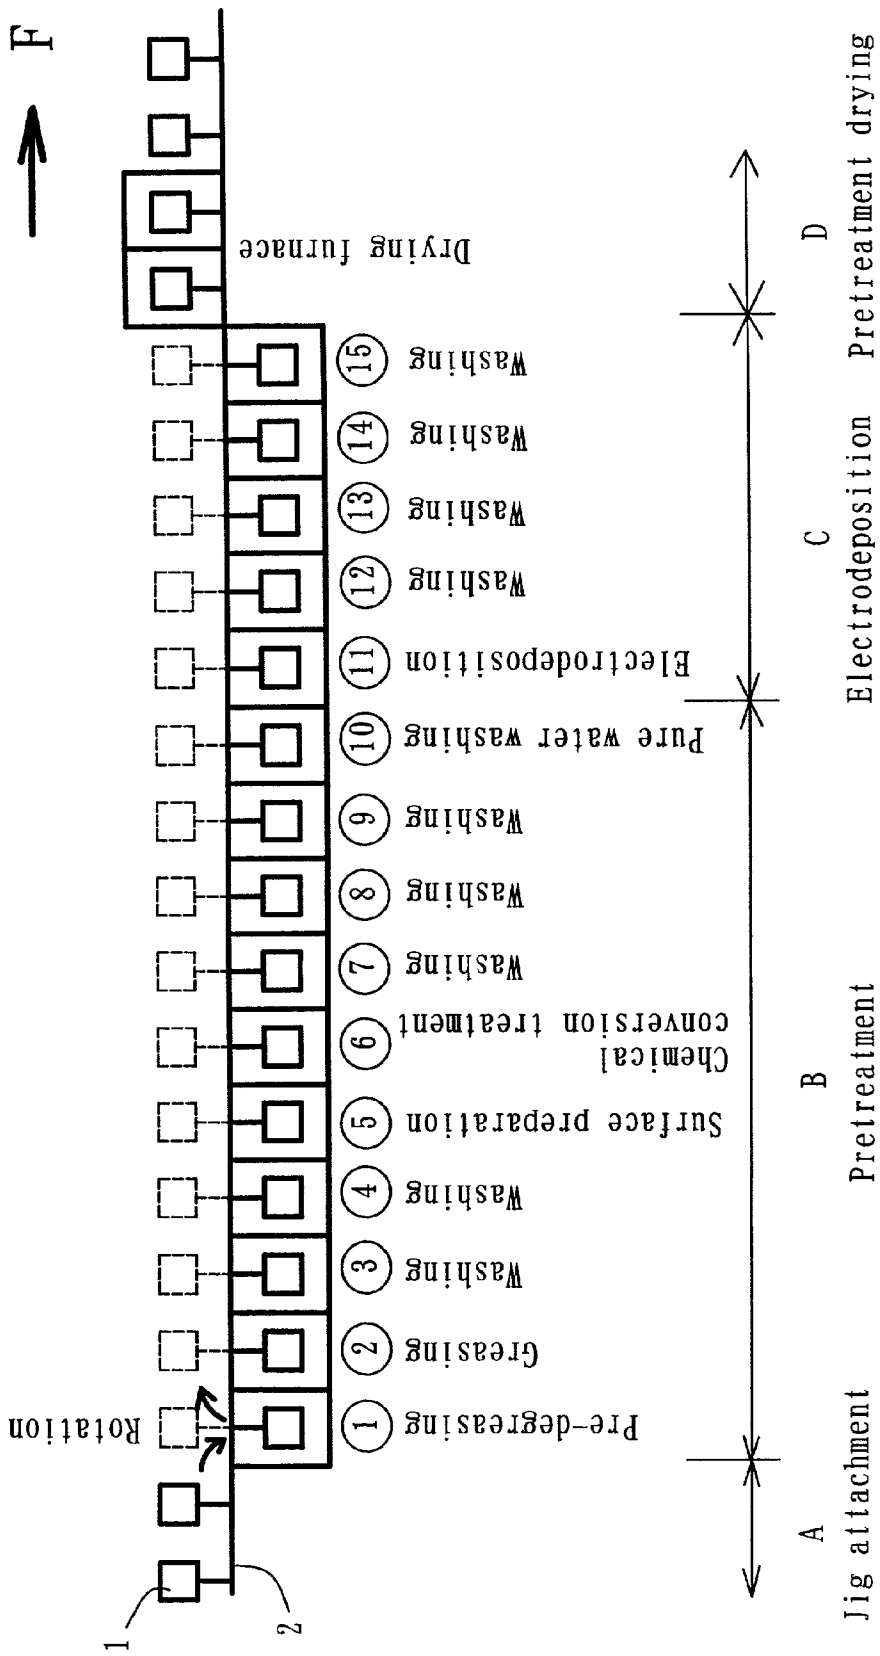 F
Rotation
1
2
① Pre-degreasing
② Greasing
③ Washing
④ Washing
⑤ Surface preparation
⑥ Chemical
conversion treatment
⑦ Washing
⑧ Washing
⑨ Washing
⑩ Pure water washing
⑪ Electrodeposition
⑫ Washing
⑬ Washing
⑭ Washing
⑮ Washing
Drying furnace
A
Jig attachment
B
Pretreatment
C
Electrodeposition
D
Pretreatment drying